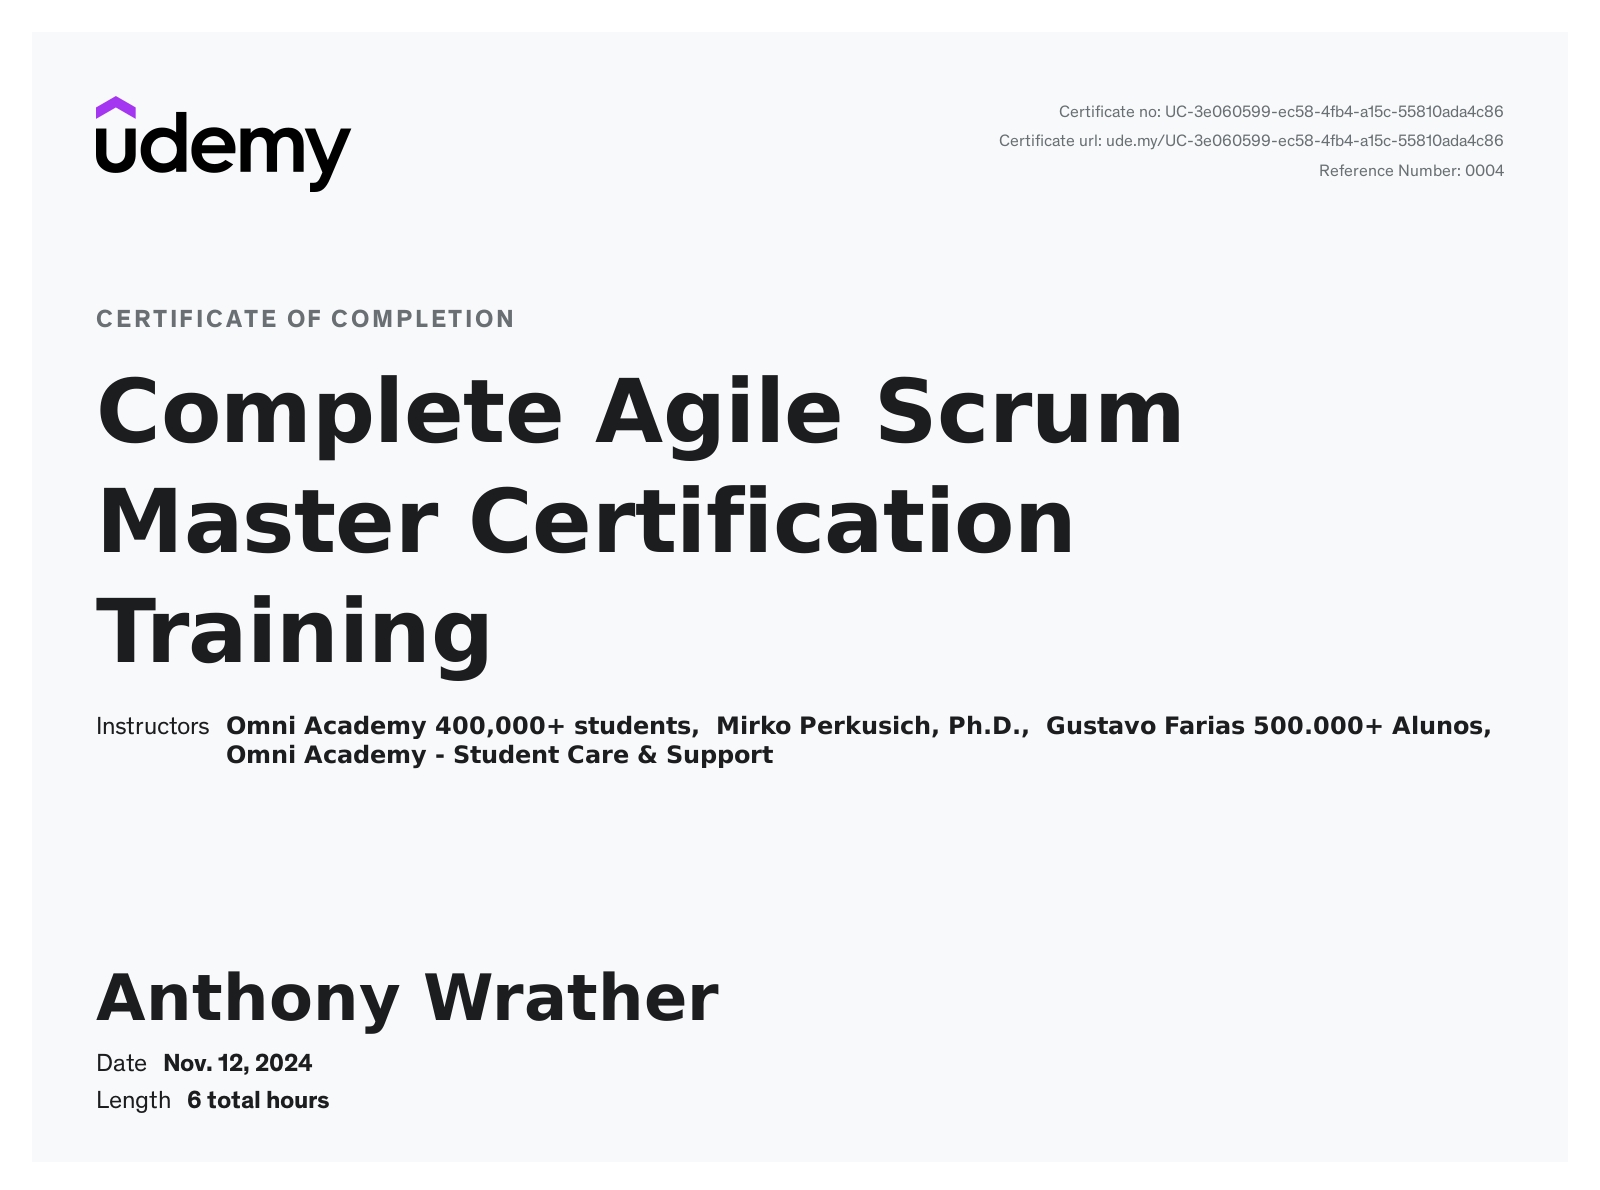 udemy
Certificate no: UC-3e060599-ec58-4fb4-a15c-55810ada4c86
Certificate url: ude.my/UC-3e060599-ec58-4fb4-a15c-55810ada4c86
Reference Number: 0004
CERTIFICATE OF COMPLETION
Complete Agile Scrum
Master Certification
Training
Instructors Omni Academy 400,000+ students, Mirko Perkusich, Ph.D., Gustavo Farias 500.000+ Alunos,
Omni Academy - Student Care & Support
Anthony Wrather
Date Nov. 12, 2024
Length 6 total hours